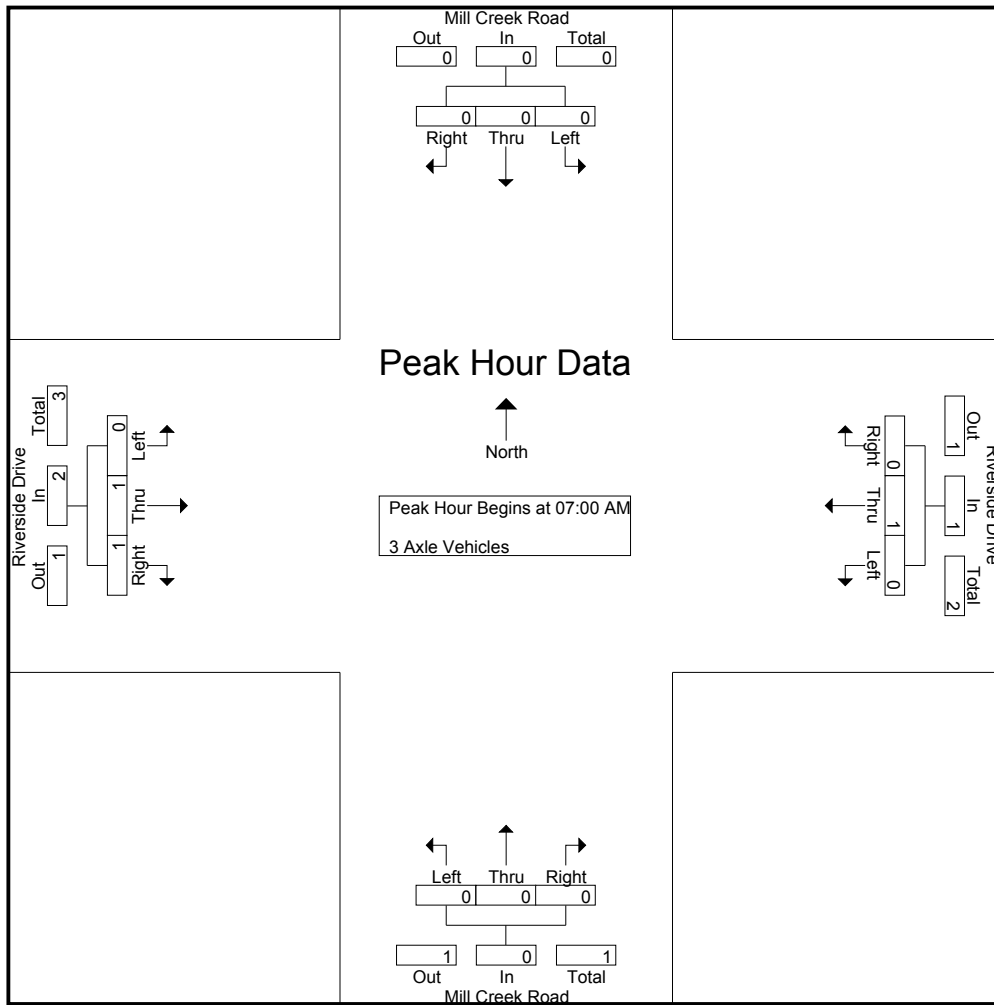 Mill Creek Road
Out In Total
0 0 0
0 0 0
Right Thru Left
Peak Hour Data
North
Peak Hour Begins at 07:00 AM
3 Axle Vehicles
Riverside Drive
Out In Total
1 2 3
Right Thru Left
1 1 0
Riverside Drive
Out In Total
1 1 2
Right Thru Left
0 1 0
Left Thru Right
0 0 0
1 0 1
Out In Total
Mill Creek Road